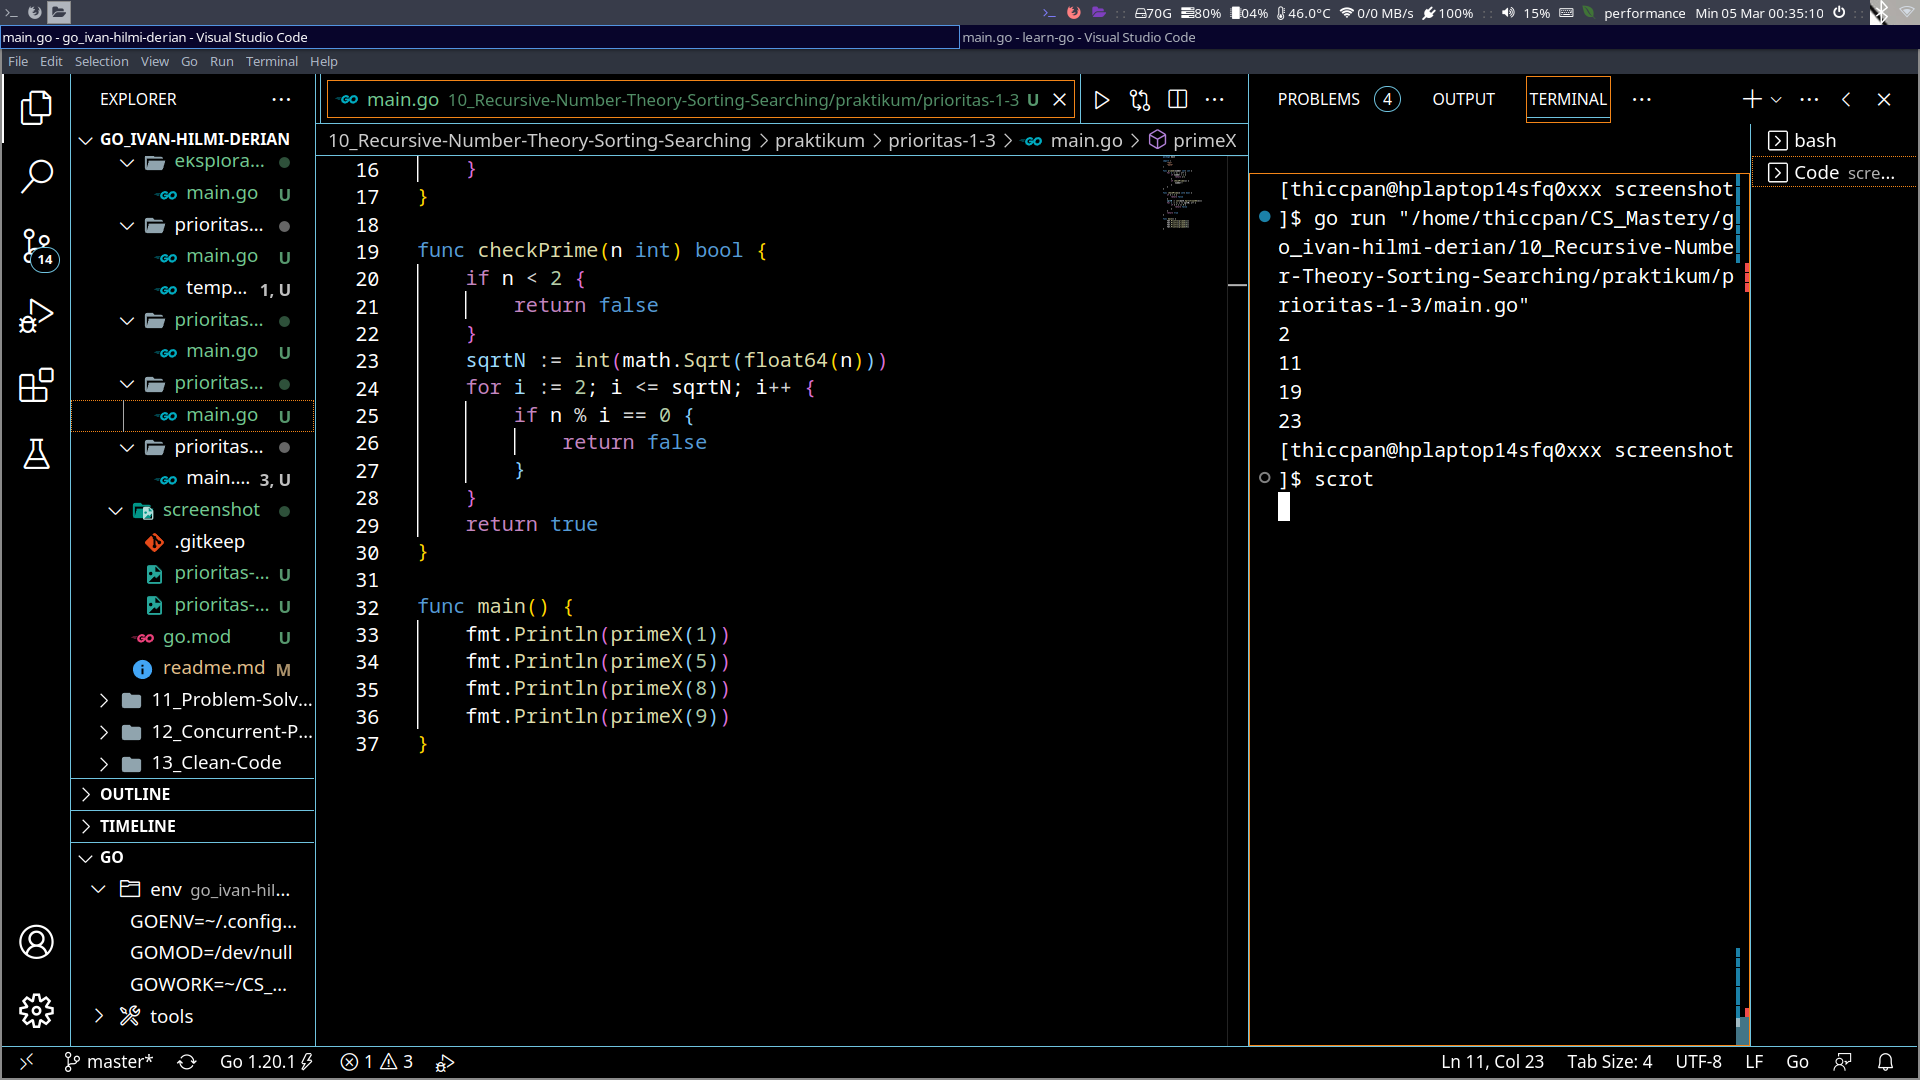 70G 80% 04% 46.0°C 0/0 MB/s 100% 15% performance Min 05 Mar 00:35:10
main.go - go_ivan-hilmi-derian - Visual Studio Code
main.go - learn-go - Visual Studio Code
File Edit Selection View Go Run Terminal Help
EXPLORER
GO_IVAN-HILMI-DERIAN
eksplora...
main.go U
prioritas...
main.go U
temp... 1, U
prioritas...
main.go U
prioritas...
main.go U
prioritas...
main.... 3, U
screenshot
.gitkeep
prioritas-... U
prioritas-... U
go.mod U
readme.md M
11_Problem-Solv...
12_Concurrent-P...
13_Clean-Code
OUTLINE
TIMELINE
GO
env go_ivan-hil...
GOENV=~/.config...
GOMOD=/dev/null
GOWORK=~/CS_...
tools
14
main.go 10_Recursive-Number-Theory-Sorting-Searching/praktikum/prioritas-1-3 U
10_Recursive-Number-Theory-Sorting-Searching > praktikum > prioritas-1-3 > main.go > primeX
16 }
17 }
18
19 func checkPrime(n int) bool {
20 if n < 2 {
21 return false
22 }
23 sqrtN := int(math.Sqrt(float64(n)))
24 for i := 2; i <= sqrtN; i++ {
25 if n % i == 0 {
26 return false
27 }
28 }
29 return true
30 }
31
32 func main() {
33 fmt.Println(primeX(1))
34 fmt.Println(primeX(5))
35 fmt.Println(primeX(8))
36 fmt.Println(primeX(9))
37 }
PROBLEMS 4 OUTPUT TERMINAL
[thiccpan@hplaptop14sfq0xxx screenshot
]$ go run "/home/thiccpan/CS_Mastery/g
o_ivan-hilmi-derian/10_Recursive-Numbe
r-Theory-Sorting-Searching/praktikum/p
rioritas-1-3/main.go"
2
11
19
23
[thiccpan@hplaptop14sfq0xxx screenshot
]$ scrot
bash
Code scre...
master* Go 1.20.1 1 3 Ln 11, Col 23 Tab Size: 4 UTF-8 LF Go